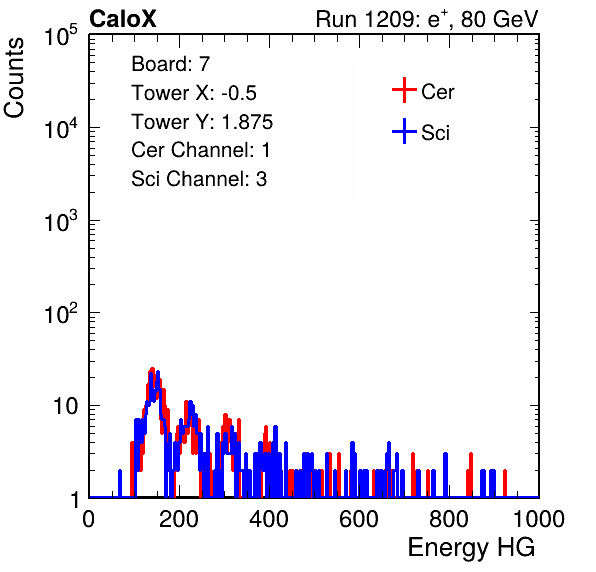 CaloX Run 1209: e⁺, 80 GeV
Counts
10⁵
10⁴
10³
10²
10
1
Board: 7
Tower X: -0.5
Tower Y: 1.875
Cer Channel: 1
Sci Channel: 3
Cer
Sci
0 200 400 600 800 1000
Energy HG